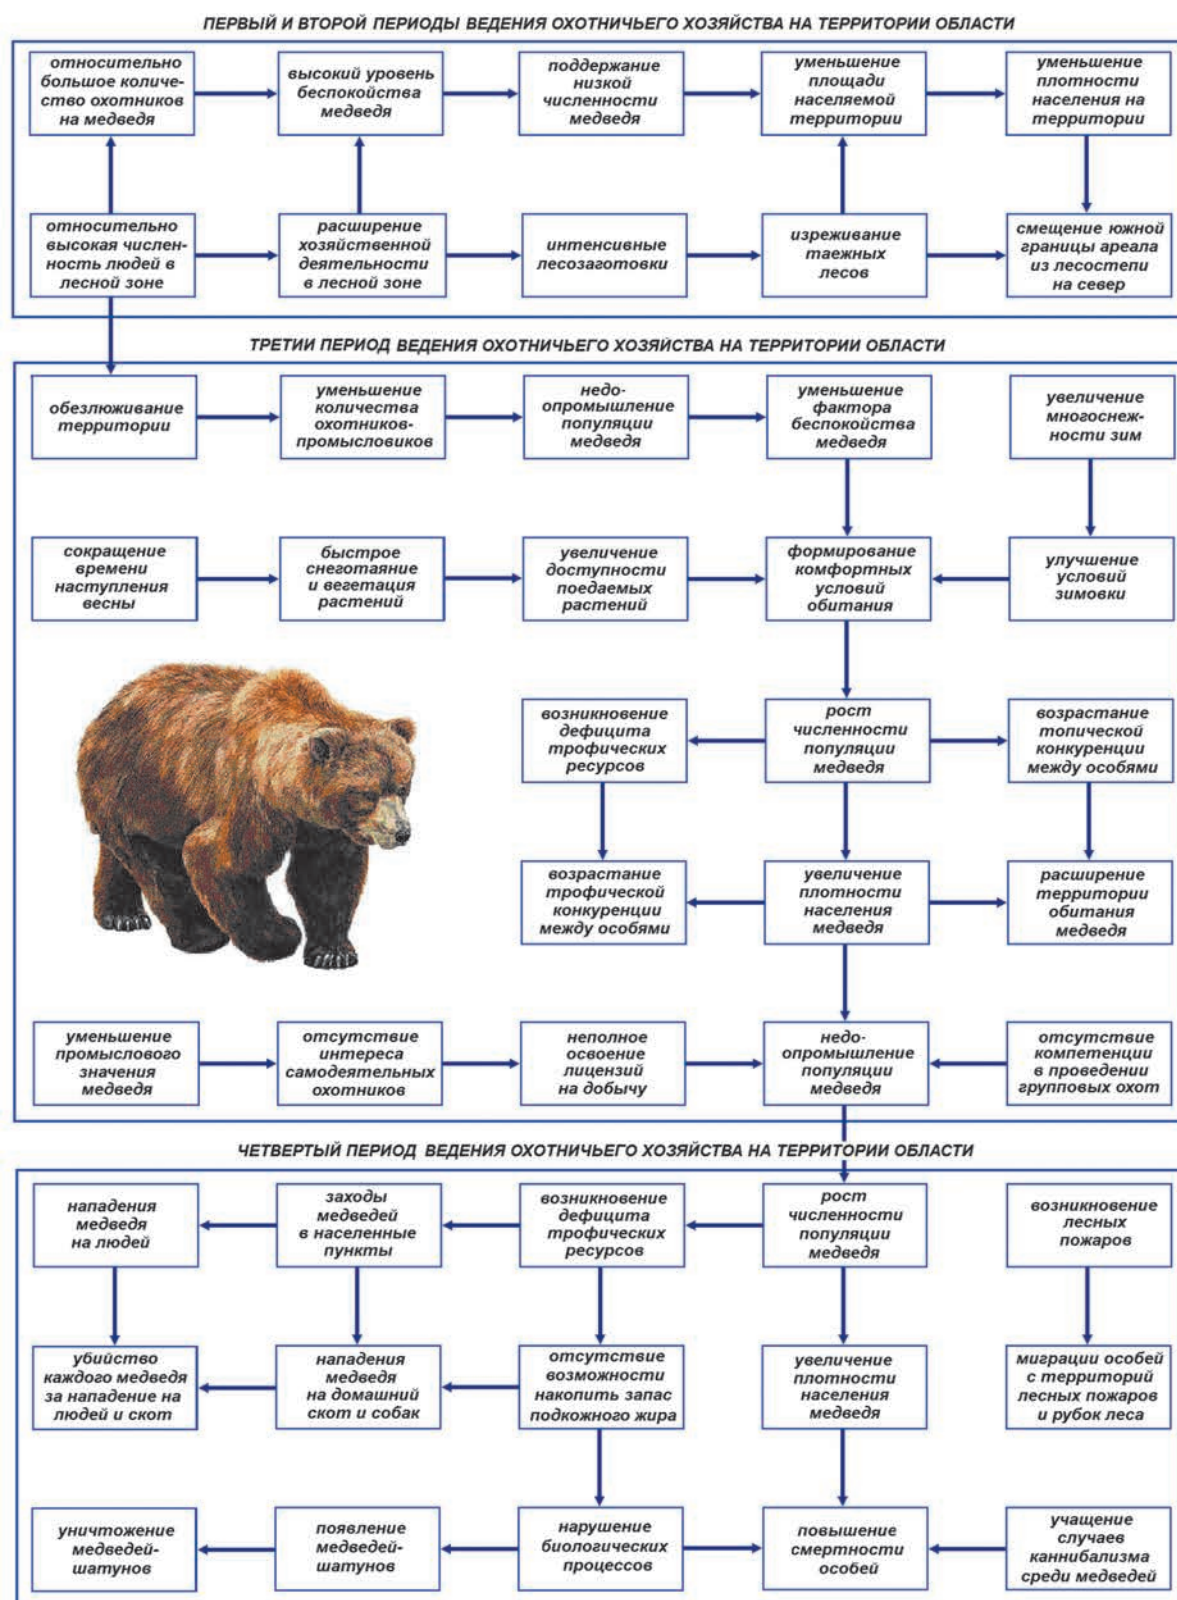 ПЕРВЫЙ И ВТОРОЙ ПЕРИОДЫ ВЕДЕНИЯ ОХОТНИЧЬЕГО ХОЗЯЙСТВА НА ТЕРРИТОРИИ ОБЛАСТИ
относительно
большое количе-
ство охотников
на медведя
высокий уровень
беспокойства
медведя
поддержание
низкой
численности
медведя
уменьшение
площади
населяемой
территории
уменьшение
плотности
населения на
территории
относительно
высокая числен-
ность людей в
лесной зоне
расширение
хозяйственной
деятельности
в лесной зоне
интенсивные
лесозаготовки
изреживание
таежных
лесов
смещение южной
границы ареала
из лесостепи
на север
ТРЕТИИ ПЕРИОД ВЕДЕНИЯ ОХОТНИЧЬЕГО ХОЗЯЙСТВА НА ТЕРРИТОРИИ ОБЛАСТИ
обезлюживание
территории
уменьшение
количества
охотников-
промысловиков
недо-
опромышление
популяции
медведя
уменьшение
фактора
беспокойства
медведя
увеличение
многоснеж-
ности зим
сокращение
времени
наступления
весны
быстрое
снеготаяние
и вегетация
растений
увеличение
доступности
поедаемых
растений
формирование
комфортных
условий
обитания
улучшение
условий
зимовки
возникновение
дефицита
трофических
ресурсов
рост
численности
популяции
медведя
возрастание
топической
конкуренции
между особями
возрастание
трофической
конкуренции
между особями
увеличение
плотности
населения
медведя
расширение
территории
обитания
медведя
уменьшение
промыслового
значения
медведя
отсутствие
интереса
самодеятельных
охотников
неполное
освоение
лицензий
на добычу
недо-
опромышление
популяции
медведя
отсутствие
компетенции
в проведении
групповых охот
ЧЕТВЕРТЫЙ ПЕРИОД ВЕДЕНИЯ ОХОТНИЧЬЕГО ХОЗЯЙСТВА НА ТЕРРИТОРИИ ОБЛАСТИ
нападения
медведя
на людей
заходы
медведей
в населенные
пункты
возникновение
дефицита
трофических
ресурсов
рост
численности
популяции
медведя
возникновение
лесных
пожаров
убийство
каждого медведя
за нападение на
людей и скот
нападения
медведя
на домашний
скот и собак
отсутствие
возможности
накопить запас
подкожного жира
увеличение
плотности
населения
медведя
миграции особей
с территорий
лесных пожаров
и рубок леса
уничтожение
медведей-
шатунов
появление
медведей-
шатунов
нарушение
биологических
процессов
повышение
смертности
особей
учащение
случаев
каннибализма
среди медведей